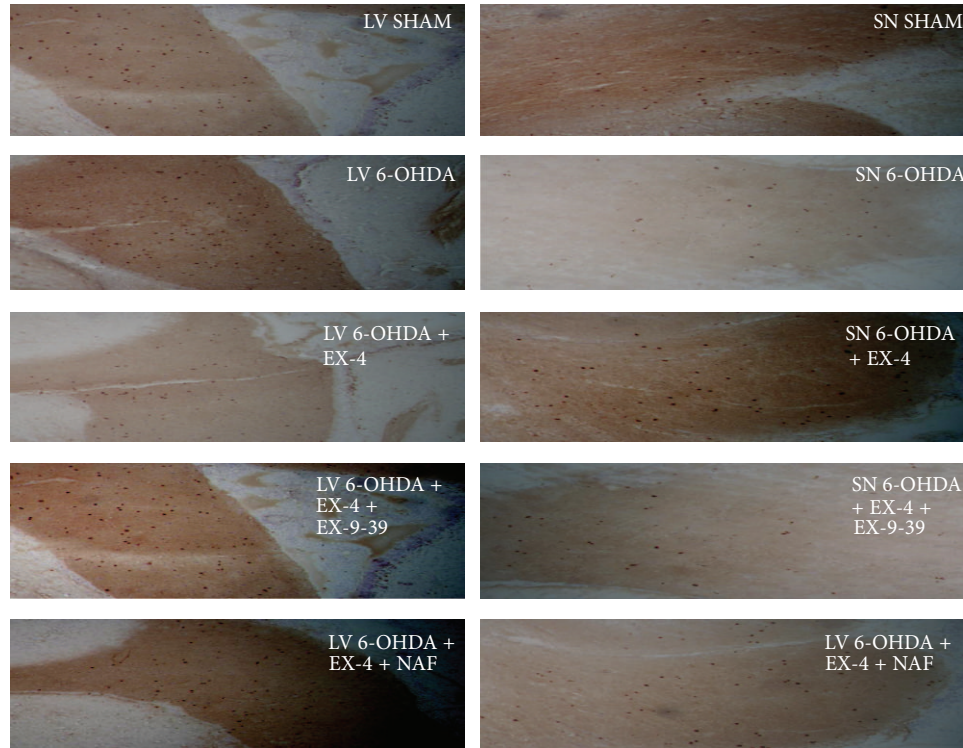 LV SHAM
SN SHAM
LV 6-OHDA
SN 6-OHDA
LV 6-OHDA +
EX-4
SN 6-OHDA
+ EX-4
LV 6-OHDA +
EX-4 +
EX-9-39
SN 6-OHDA
+ EX-4 +
EX-9-39
LV 6-OHDA +
EX-4 + NAF
LV 6-OHDA +
EX-4 + NAF